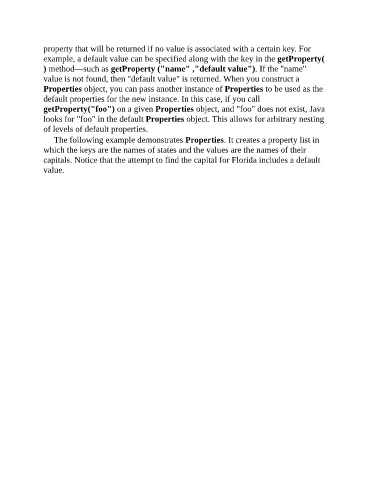 property that will be returned if no value is associated with a certain key. For
example, a default value can be specified along with the key in the getProperty(
) method—such as getProperty ("name" ,"default value"). If the "name"
value is not found, then "default value" is returned. When you construct a
Properties object, you can pass another instance of Properties to be used as the
default properties for the new instance. In this case, if you call
getProperty("foo") on a given Properties object, and "foo" does not exist, Java
looks for "foo" in the default Properties object. This allows for arbitrary nesting
of levels of default properties.
The following example demonstrates Properties. It creates a property list in
which the keys are the names of states and the values are the names of their
capitals. Notice that the attempt to find the capital for Florida includes a default
value.